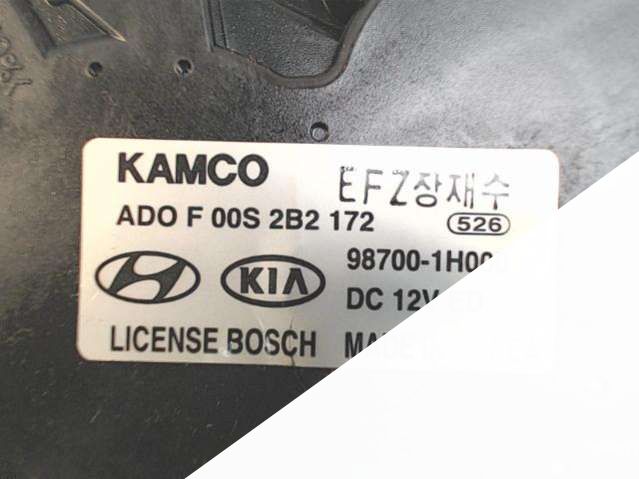 KAMCO EFZ장재수
ADO F 00S 2B2 172 526
KIA 98700-1H00
DC 12V
LICENSE BOSCH MADE